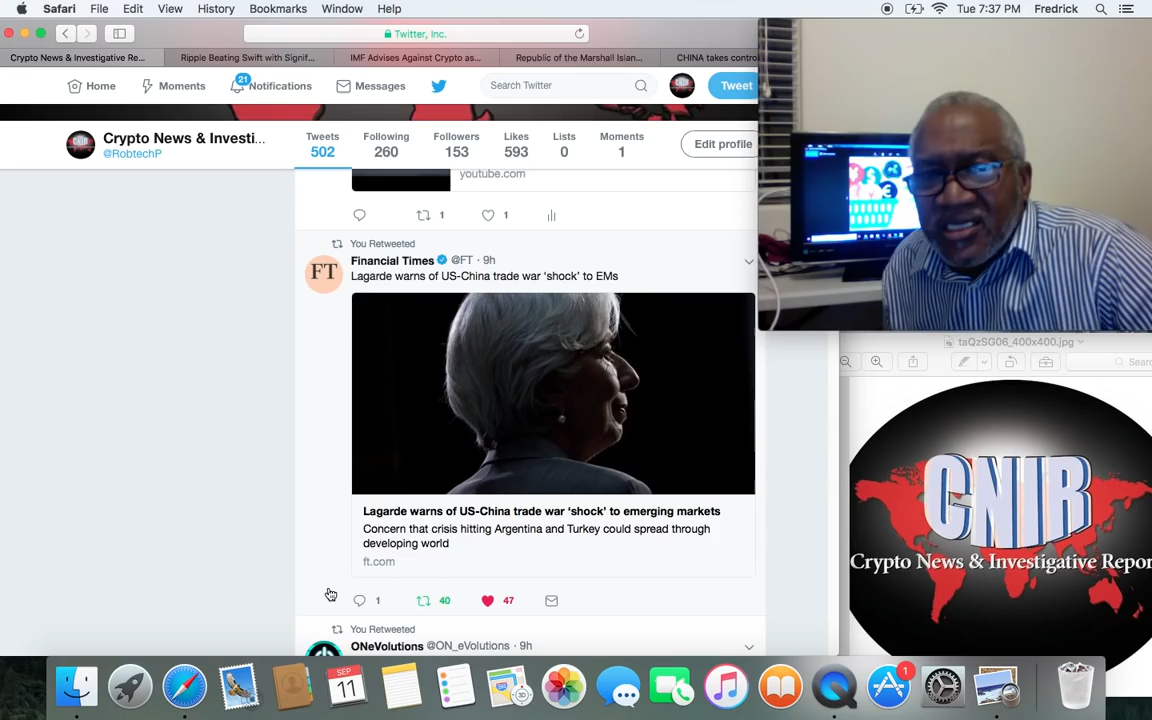 Safari File Edit View History Bookmarks Window Help
Tue 7:37 PM Fredrick
Twitter, Inc.
Crypto News & Investigative Re...
Ripple Beating Swift with Signif...
IMF Advises Against Crypto as...
Republic of the Marshall Islan...
CHINA takes contro
Home Moments 21 Notifications Messages Search Twitter Tweet
Crypto News & Investi...
@RobtechP
Tweets 502
Following 260
Followers 153
Likes 593
Lists 0
Moments 1
Edit profile
youtube.com
1 1
You Retweeted
Financial Times @FT · 9h
Lagarde warns of US-China trade war ‘shock’ to EMs
FT
Lagarde warns of US-China trade war ‘shock’ to emerging markets
Concern that crisis hitting Argentina and Turkey could spread through
developing world
ft.com
1 40 47
You Retweeted
ONeVolutions @ON_eVolutions · 9h
taQzSG06_400x400.jpg
Sear
CNIR
Crypto News & Investigative Repor
SEP
11
3D
1